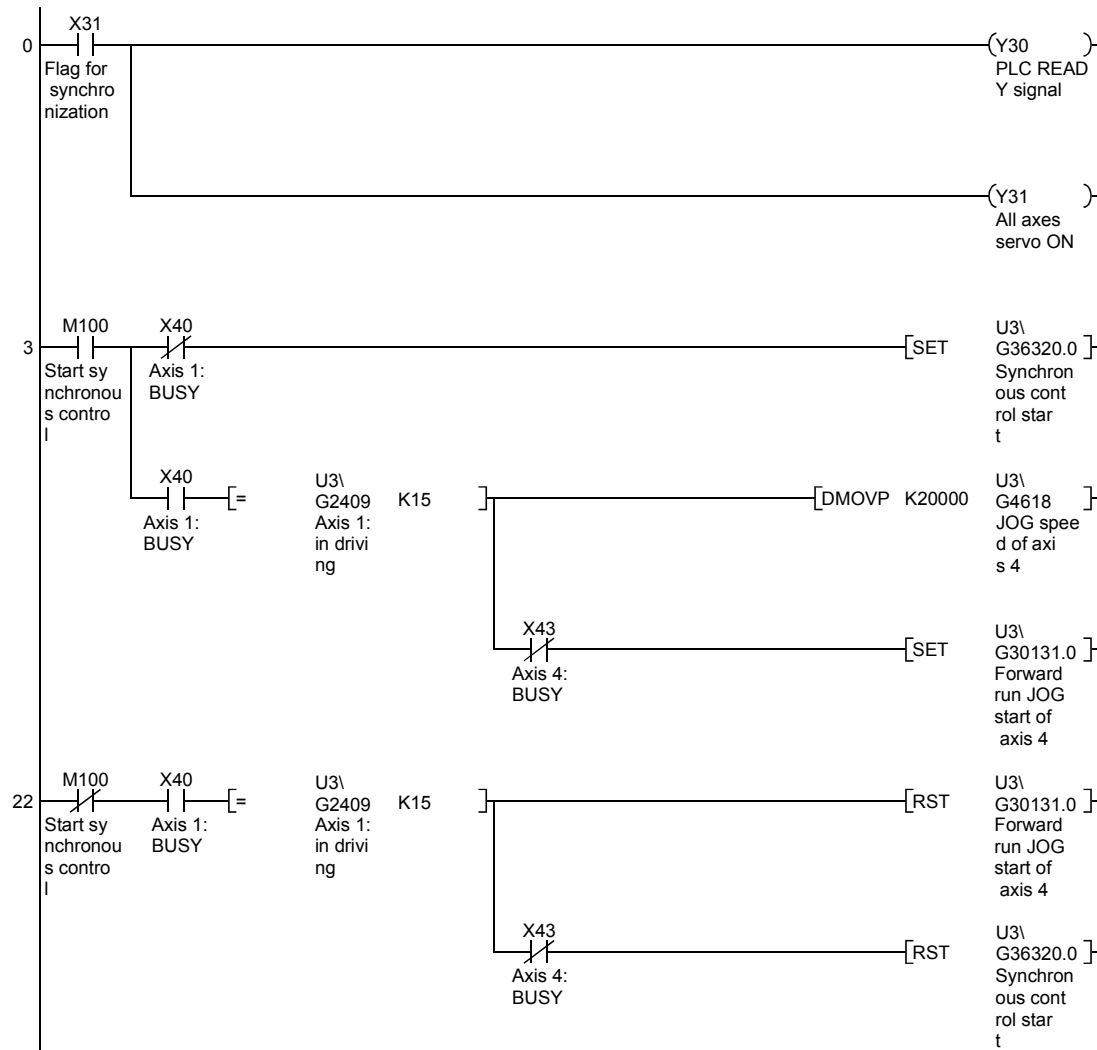 X31
0
(Y30 )
Flag for
synchro
nization
PLC READ
Y signal
(Y31 )
All axes
servo ON
M100 X40
3
[SET U3\
G36320.0 ]
Start sy
nchronou
s contro
l
Axis 1:
BUSY
Synchron
ous cont
rol star
t
X40
[= U3\
G2409 K15 ]
[DMOVP K20000 U3\
G4618 ]
Axis 1:
BUSY
Axis 1:
in drivi
ng
JOG spee
d of axi
s 4
X43
[SET U3\
G30131.0 ]
Axis 4:
BUSY
Forward
run JOG
start of
axis 4
M100 X40
22
[= U3\
G2409 K15 ]
[RST U3\
G30131.0 ]
Start sy
nchronou
s contro
l
Axis 1:
BUSY
Axis 1:
in drivi
ng
Forward
run JOG
start of
axis 4
X43
[RST U3\
G36320.0 ]
Axis 4:
BUSY
Synchron
ous cont
rol star
t